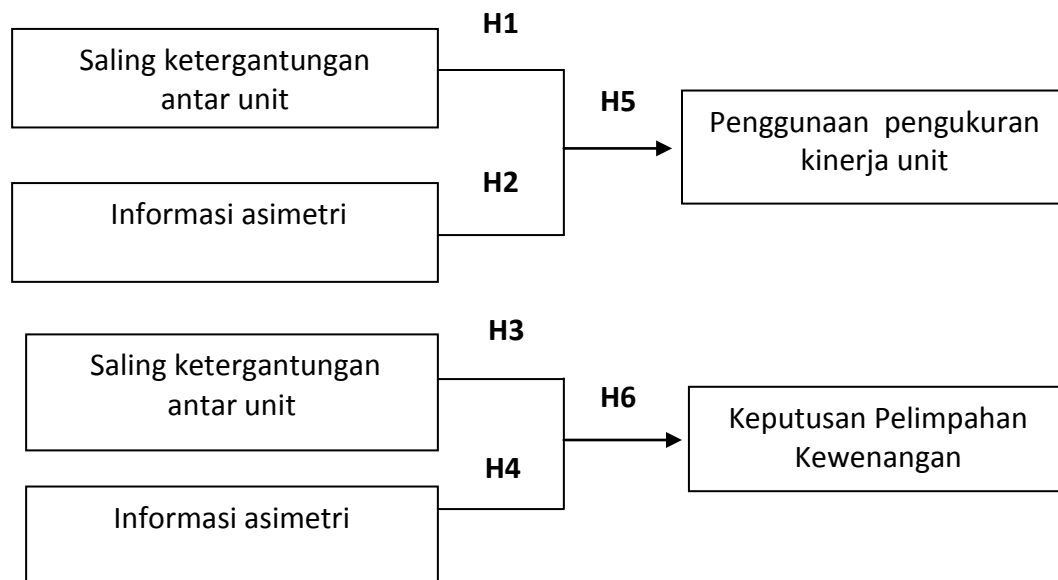 H1
Saling ketergantungan
antar unit
H5
Penggunaan pengukuran
kinerja unit
H2
Informasi asimetri
H3
Saling ketergantungan
antar unit
H6
Keputusan Pelimpahan
Kewenangan
H4
Informasi asimetri